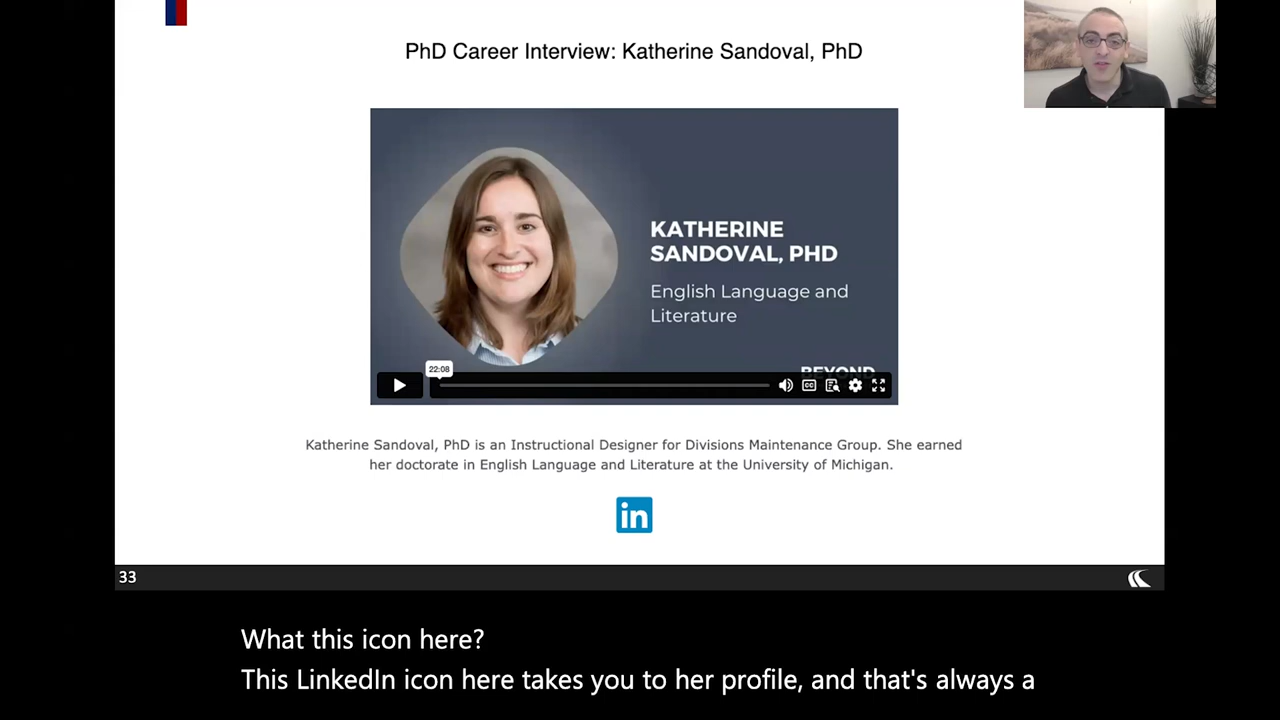 PhD Career Interview: Katherine Sandoval, PhD
KATHERINE
SANDOVAL, PHD
English Language and
Literature
BEYOND
22:08
CC
Katherine Sandoval, PhD is an Instructional Designer for Divisions Maintenance Group. She earned
her doctorate in English Language and Literature at the University of Michigan.
in
33
What this icon here?
This LinkedIn icon here takes you to her profile, and that's always a